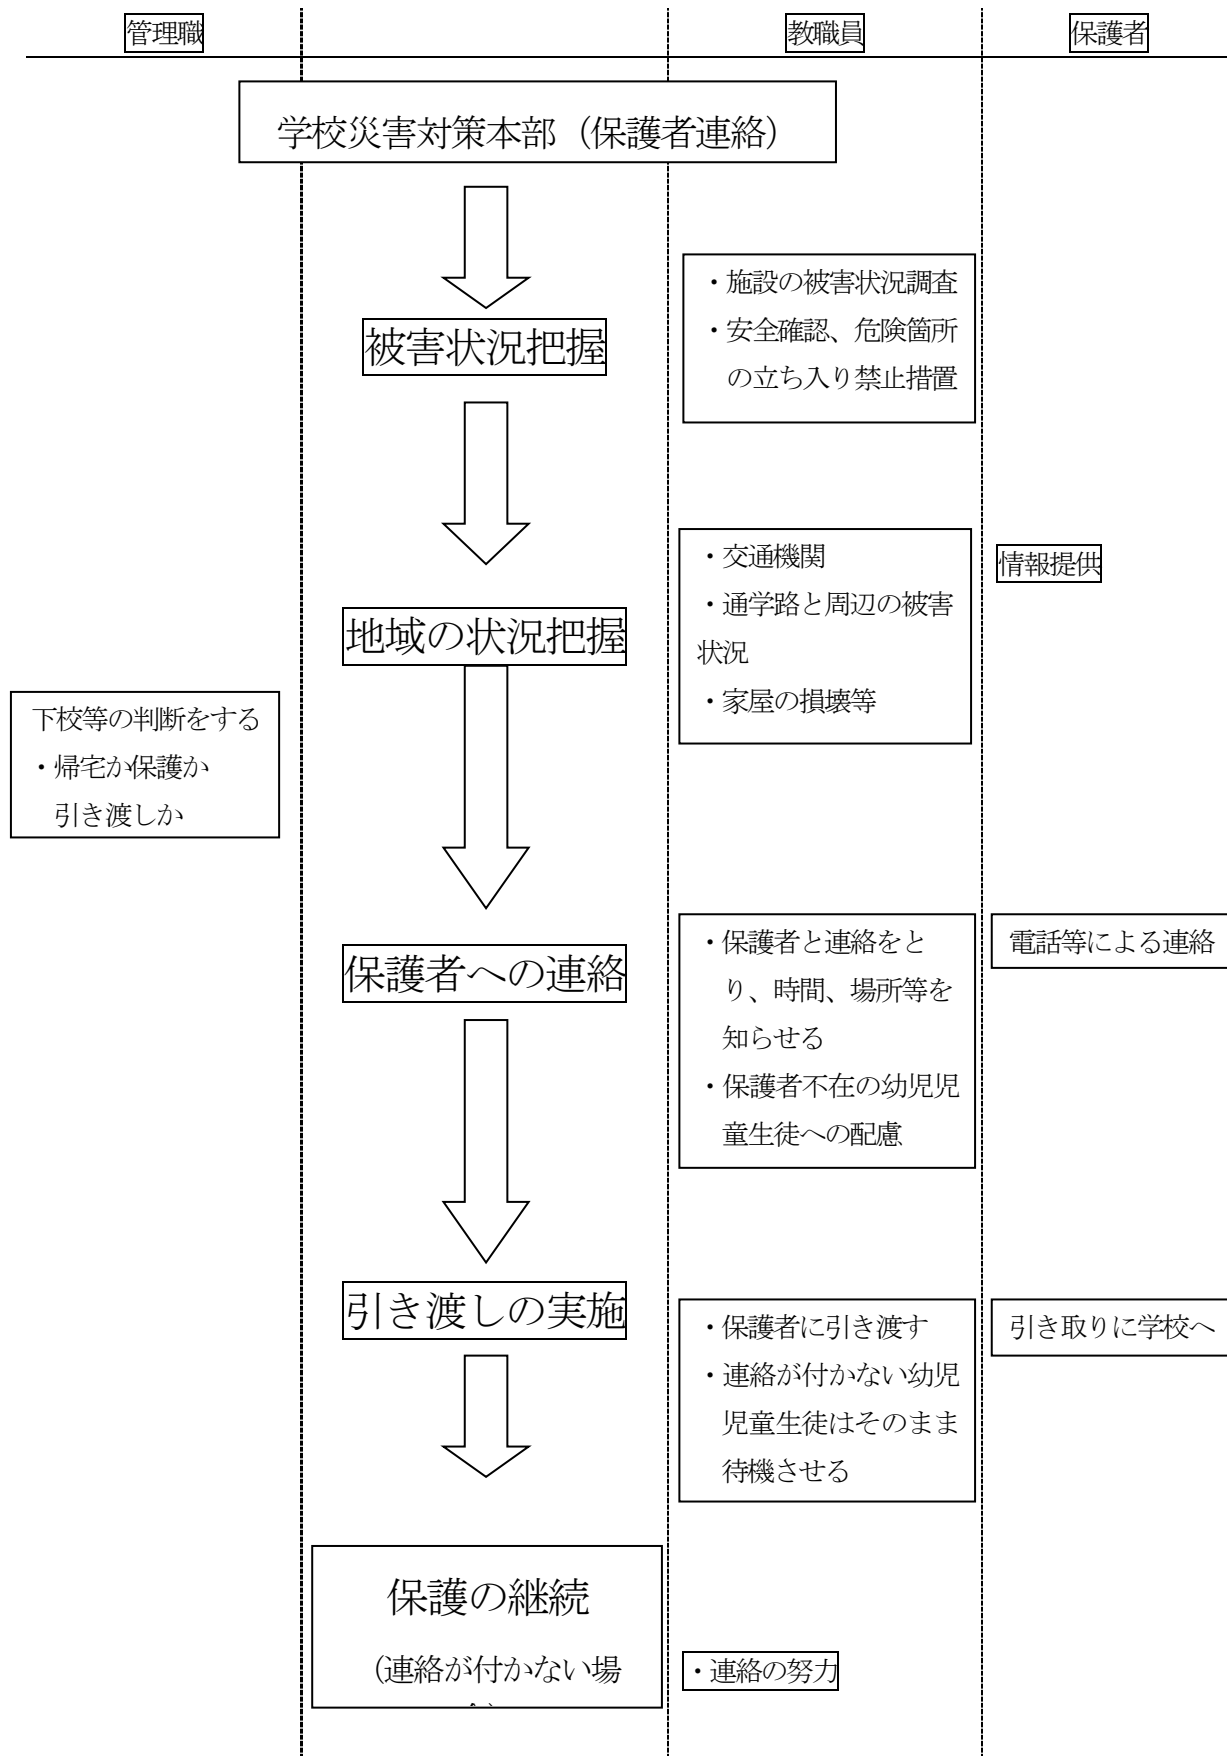 管理職
教職員
保護者
学校災害対策本部（保護者連絡）
被害状況把握
・施設の被害状況調査
・安全確認、危険箇所
の立ち入り禁止措置
地域の状況把握
・交通機関
・通学路と周辺の被害
状況
・家屋の損壊等
情報提供
下校等の判断をする
・帰宅か保護か
引き渡しか
保護者への連絡
・保護者と連絡をと
り、時間、場所等を
知らせる
・保護者不在の幼児児
童生徒への配慮
電話等による連絡
引き渡しの実施
・保護者に引き渡す
・連絡が付かない幼児
児童生徒はそのまま
待機させる
引き取りに学校へ
保護の継続
（連絡が付かない場
・連絡の努力